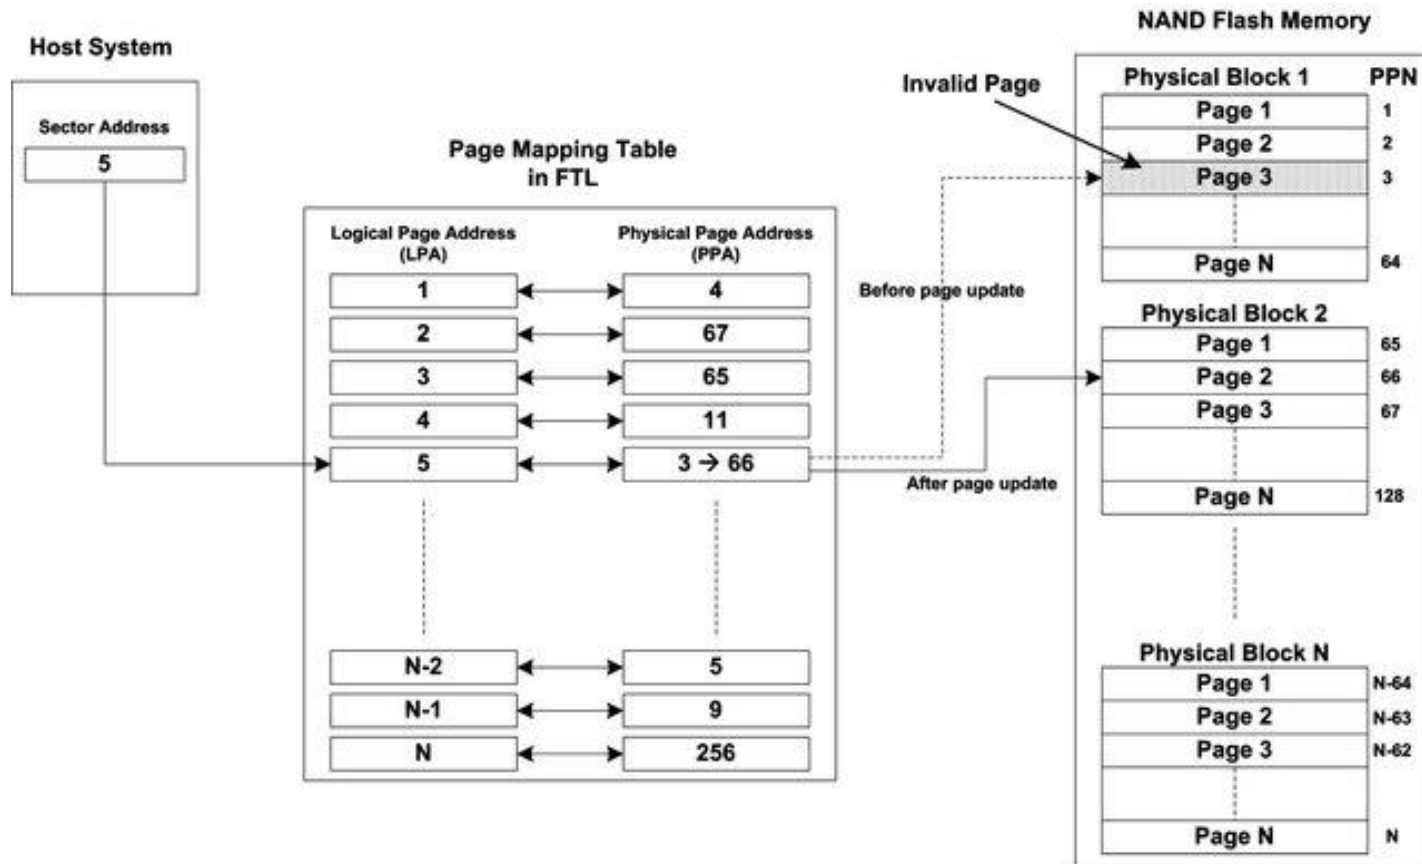 Host System
Sector Address
5
Page Mapping Table
in FTL
Logical Page Address
(LPA)
Physical Page Address
(PPA)
1
4
2
67
3
65
4
11
5
3 → 66
N-2
5
N-1
9
N
256
Before page update
After page update
Invalid Page
NAND Flash Memory
Physical Block 1
PPN
Page 1
1
Page 2
2
Page 3
3
Page N
64
Physical Block 2
Page 1
65
Page 2
66
Page 3
67
Page N
128
Physical Block N
Page 1
N-64
Page 2
N-63
Page 3
N-62
Page N
N